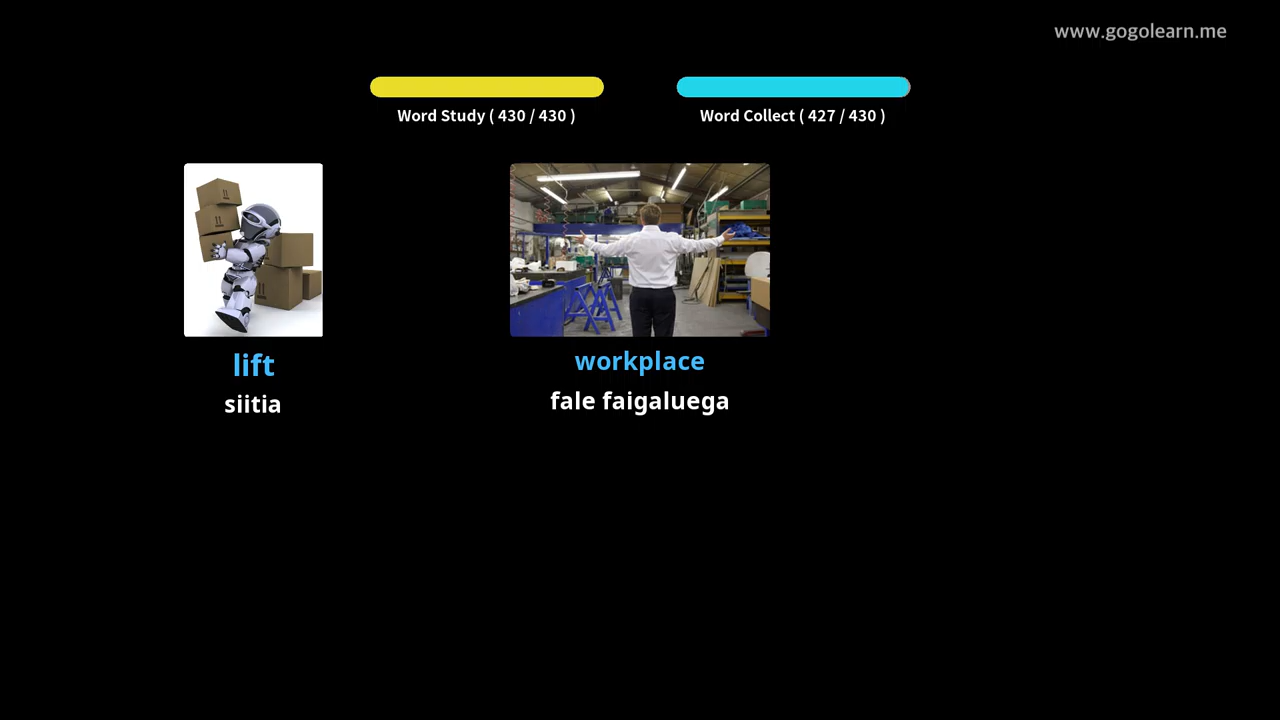 www.gogolearn.me
Word Study ( 430 / 430 )
Word Collect ( 427 / 430 )
lift
siitia
workplace
fale faigaluega